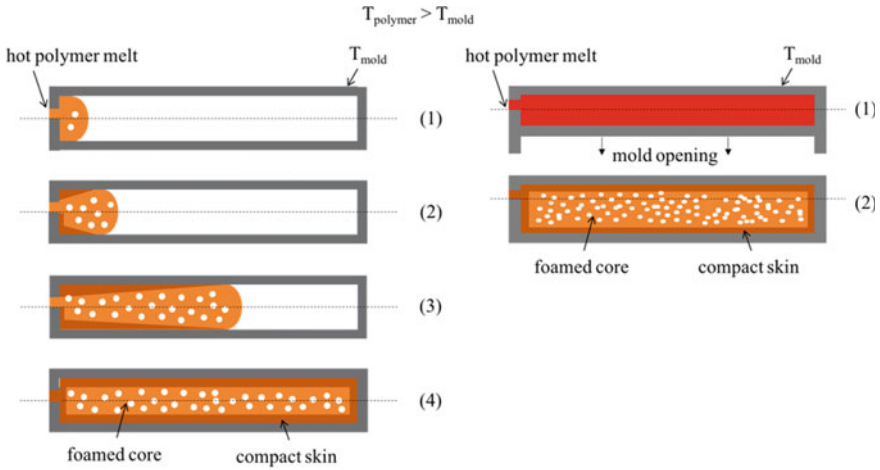 T_polymer > T_mold
hot polymer melt
T_mold
(1)
(2)
(3)
(4)
foamed core
compact skin
hot polymer melt
T_mold
(1)
mold opening
(2)
foamed core
compact skin